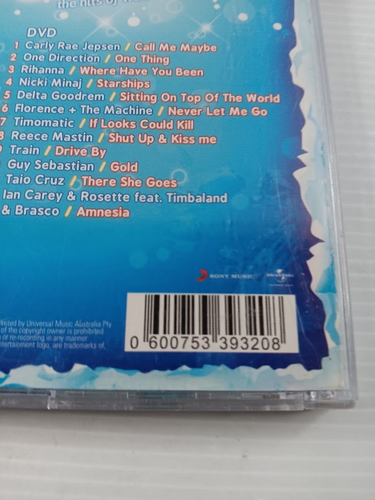 the hits of
DVD
1 Carly Rae Jepsen / Call Me Maybe
2 One Direction / One Thing
3 Rihanna / Where Have You Been
4 Nicki Minaj / Starships
5 Delta Goodrem / Sitting On Top Of The World
6 Florence + The Machine / Never Let Me Go
7 Timomatic / If Looks Could Kill
8 Reece Mastin / Shut Up & Kiss me
9 Train / Drive By
Guy Sebastian / Gold
Taio Cruz / There She Goes
Ian Carey & Rosette feat. Timbaland
& Brasco / Amnesia
SONY MUSIC
UNIVERSAL
by Universal Music Australia Pty
of the copyright owner is prohibited
or re-recording in any manner
entertainment logo, are trademarks of,
0 600753 393208